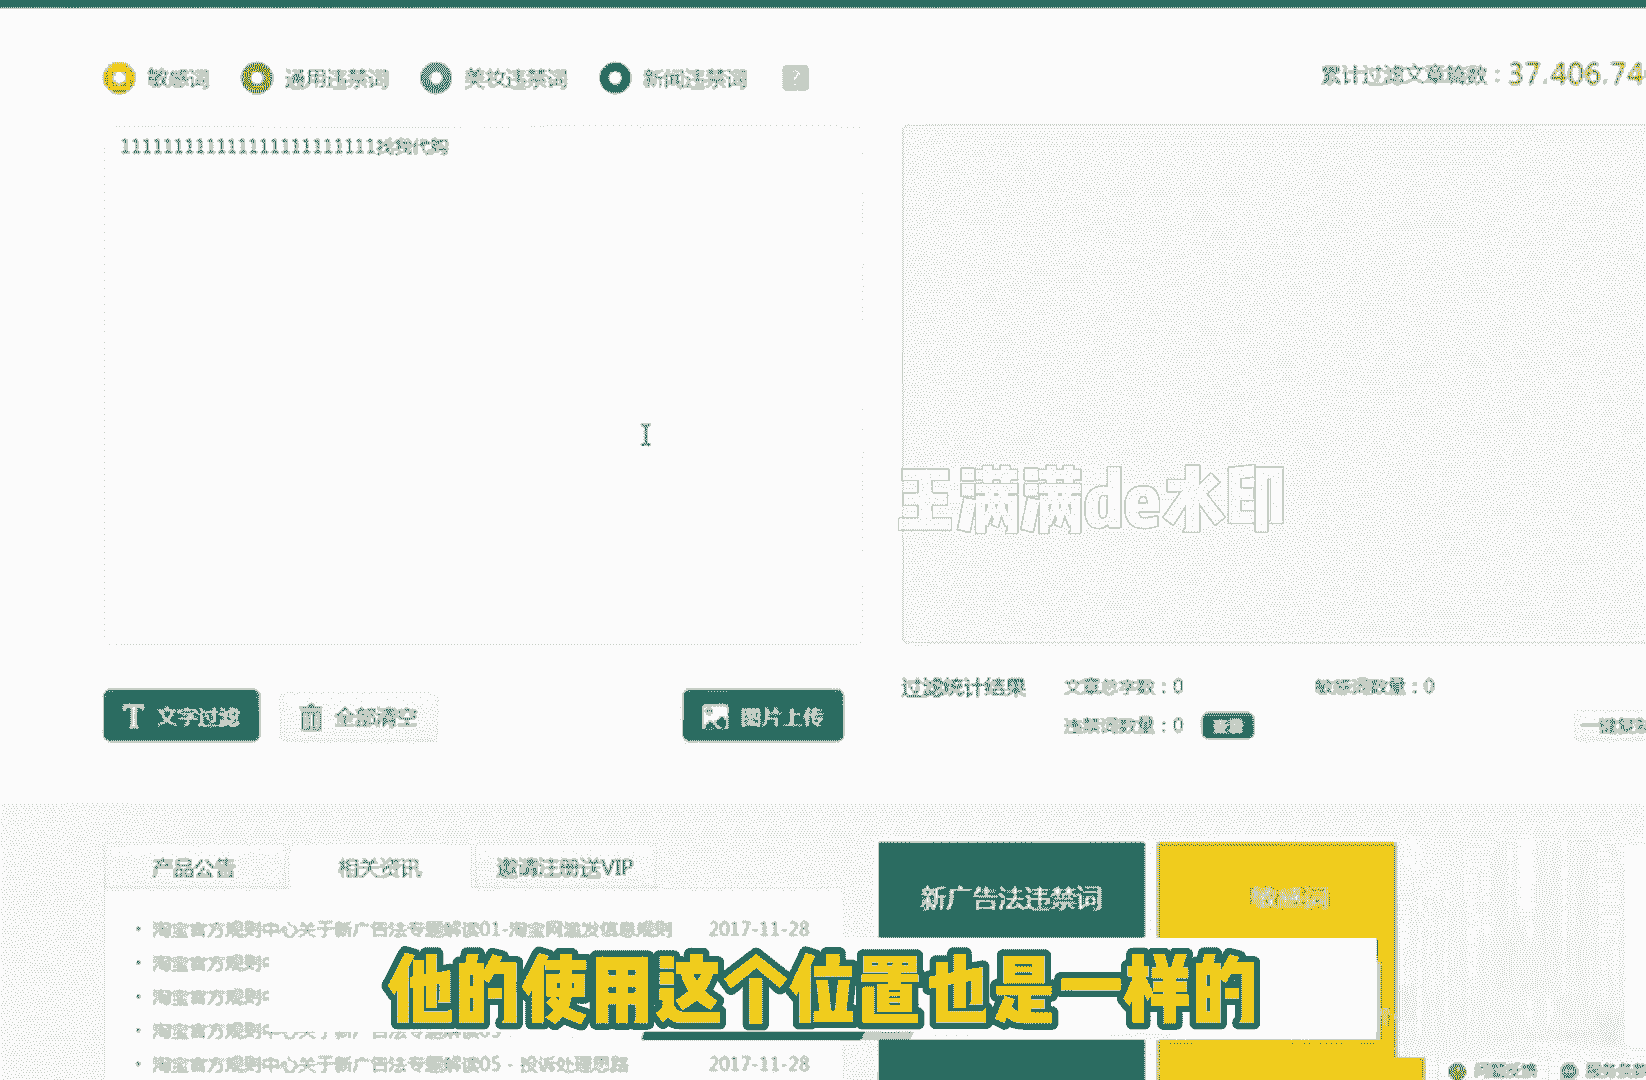 敏感词 通用违禁词 美妆违禁词 新闻违禁词 ?
累计过滤文章篇数：37,406,74
111111111111111111111111找我代购
王满满de水印
文字过滤 全部清空 图片上传
过滤统计结果 文章总字数：0 敏感词数量：0
违禁词数量：0 查看
产品公告 相关资讯 邀请注册送VIP
新广告法违禁词 敏感词
淘宝官方规则中心关于新广告法专题解读01-淘宝网滥发信息规则 2017-11-28
淘宝官方规则
淘宝官方规则
淘宝官方规则中心关于新广告法专题解读
淘宝官方规则中心关于新广告法专题解读05 - 投诉处理思路 2017-11-28
他的使用这个位置也是一样的